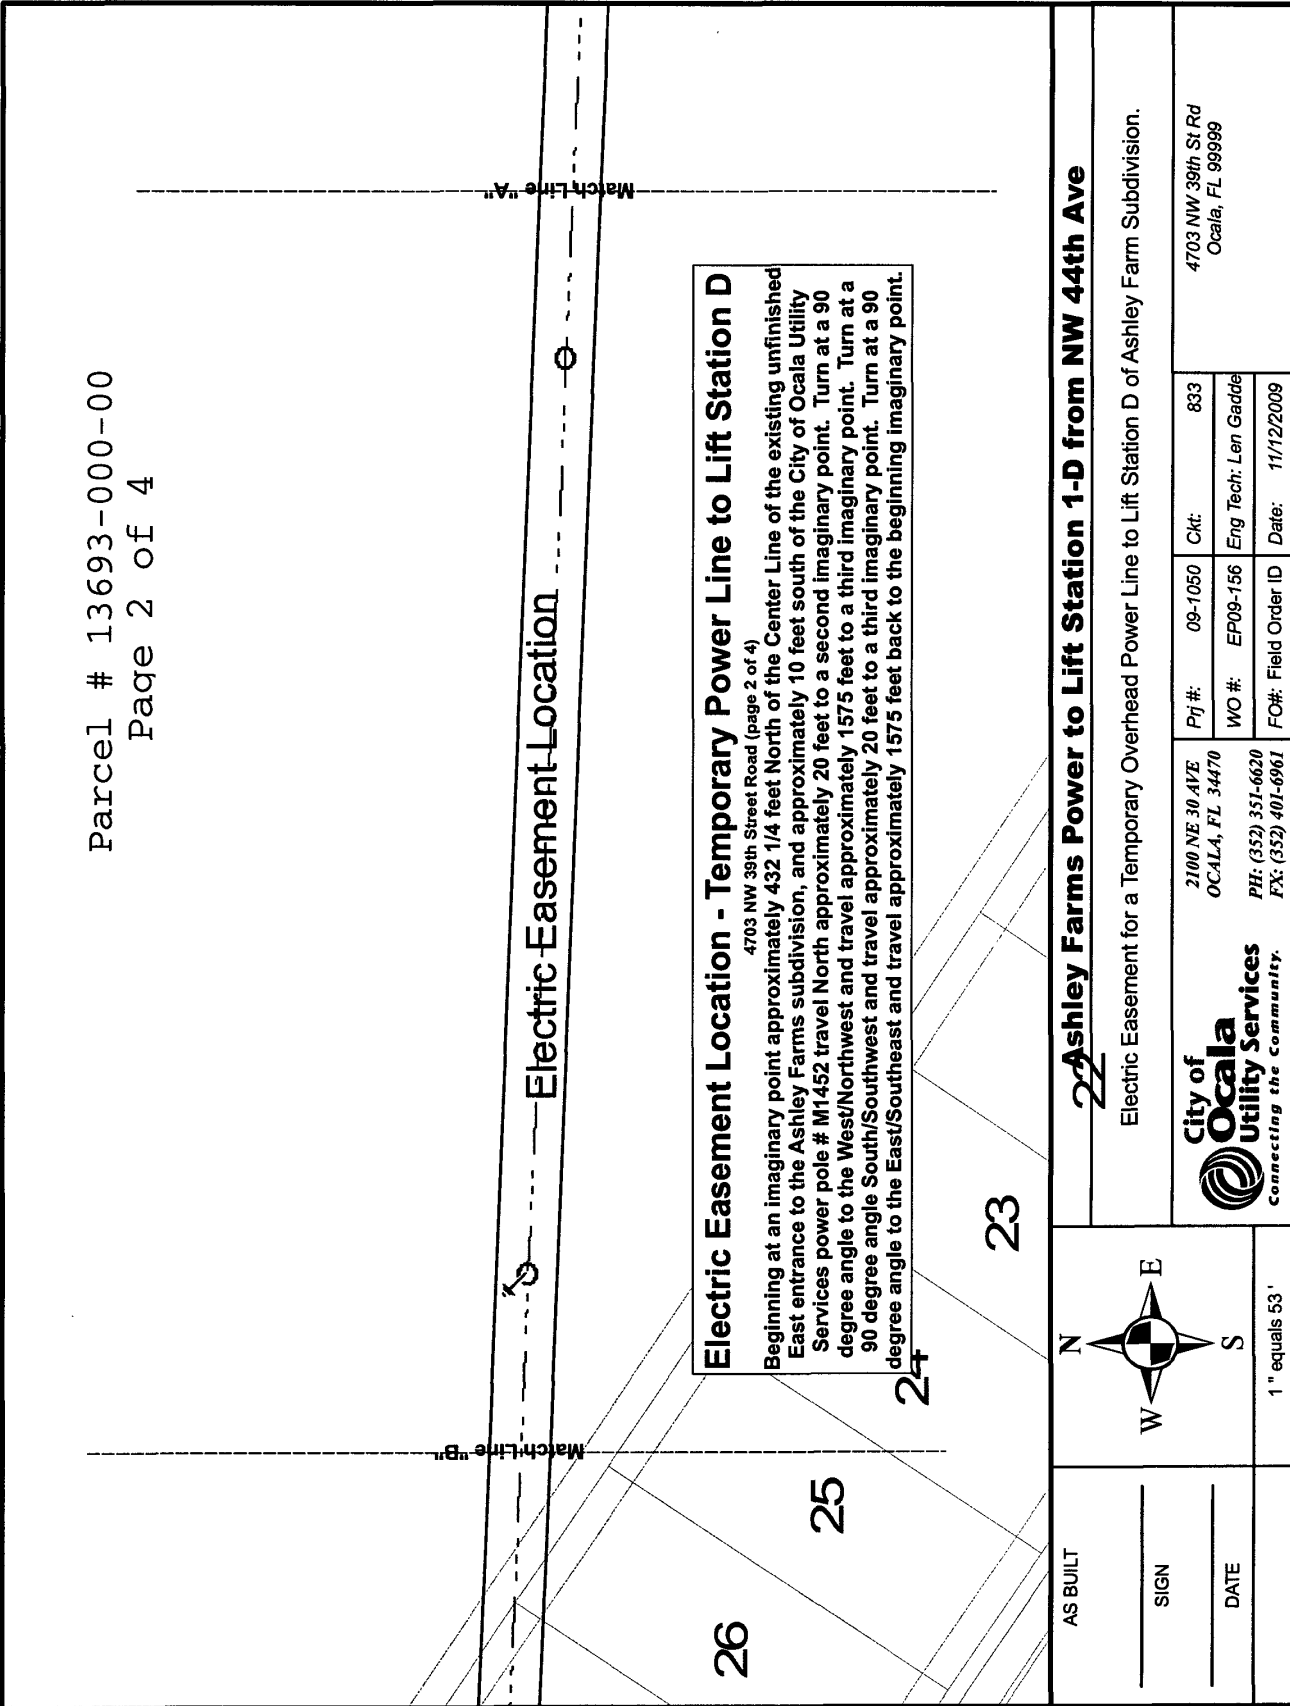 Parcel # 13693-000-00
Page 2 of 4
Match Line "B"
Electric Easement Location
Match Line "A"
Electric Easement Location - Temporary Power Line to Lift Station D
4703 NW 39th Street Road (page 2 of 4)
Beginning at an imaginary point approximately 432 1/4 feet North of the Center Line of the existing unfinished
East entrance to the Ashley Farms subdivision, and approximately 10 feet south of the City of Ocala Utility
Services power pole # M1452 travel North approximately 20 feet to a second imaginary point. Turn at a 90
degree angle to the West/Northwest and travel approximately 1575 feet to a third imaginary point. Turn at a
90 degree angle South/Southwest and travel approximately 20 feet to a third imaginary point. Turn at a 90
degree angle to the East/Southeast and travel approximately 1575 feet back to the beginning imaginary point.
26
25
24
23
22
AS BUILT
SIGN
DATE
N
W
E
S
1 " equals 53 '
Ashley Farms Power to Lift Station 1-D from NW 44th Ave
Electric Easement for a Temporary Overhead Power Line to Lift Station D of Ashley Farm Subdivision.
City of
Ocala
Utility Services
Connecting the Community.
2100 NE 30 AVE
OCALA, FL 34470
PH: (352) 351-6620
FX: (352) 401-6961
Prj #: 09-1050
Ckt: 833
WO #: EP09-156
Eng Tech: Len Gadde
FO#: Field Order ID
Date: 11/12/2009
4703 NW 39th St Rd
Ocala, FL 99999